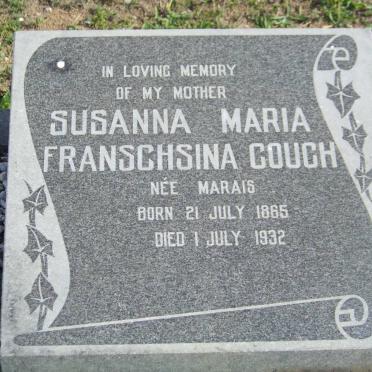 IN LOVING MEMORY
OF MY MOTHER
SUSANNA MARIA
FRANSCHSINA GOUGH
NÉE MARAIS
BORN 21 JULY 1865
DIED 1 JULY 1932